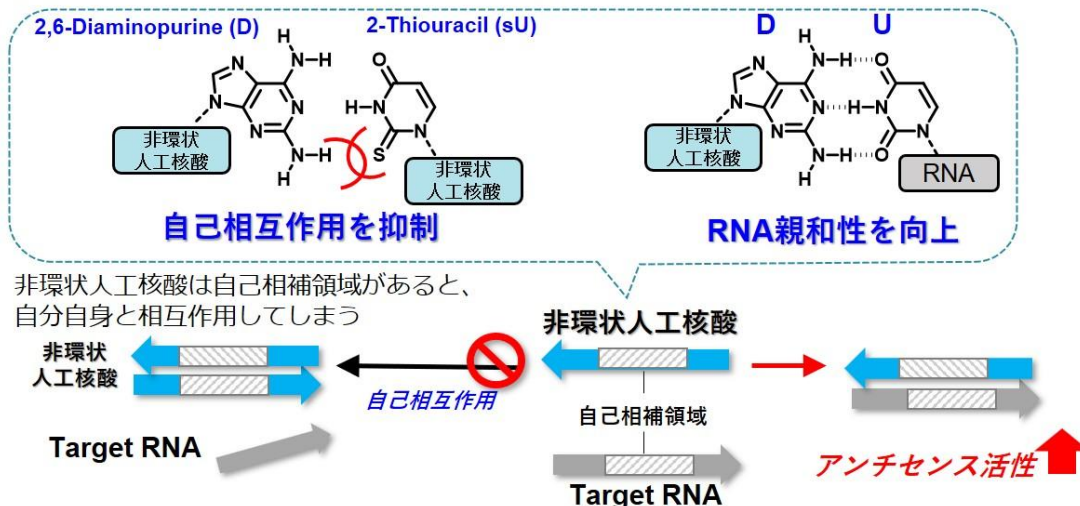 2,6-Diaminopurine (D)
2-Thiouracil (sU)
D
U
N
N
N
N
N-H
H
N-H
H
O
H-N
N
S
非環状
人工核酸
非環状
人工核酸
自己相互作用を抑制
N
N
N
N
H
N-H
O
H-N
N
O
N-H
H
非環状
人工核酸
RNA
RNA親和性を向上
非環状人工核酸は自己相補領域があると、
自分自身と相互作用してしまう
非環状
人工核酸
自己相互作用
非環状人工核酸
自己相補領域
Target RNA
Target RNA
アンチセンス活性